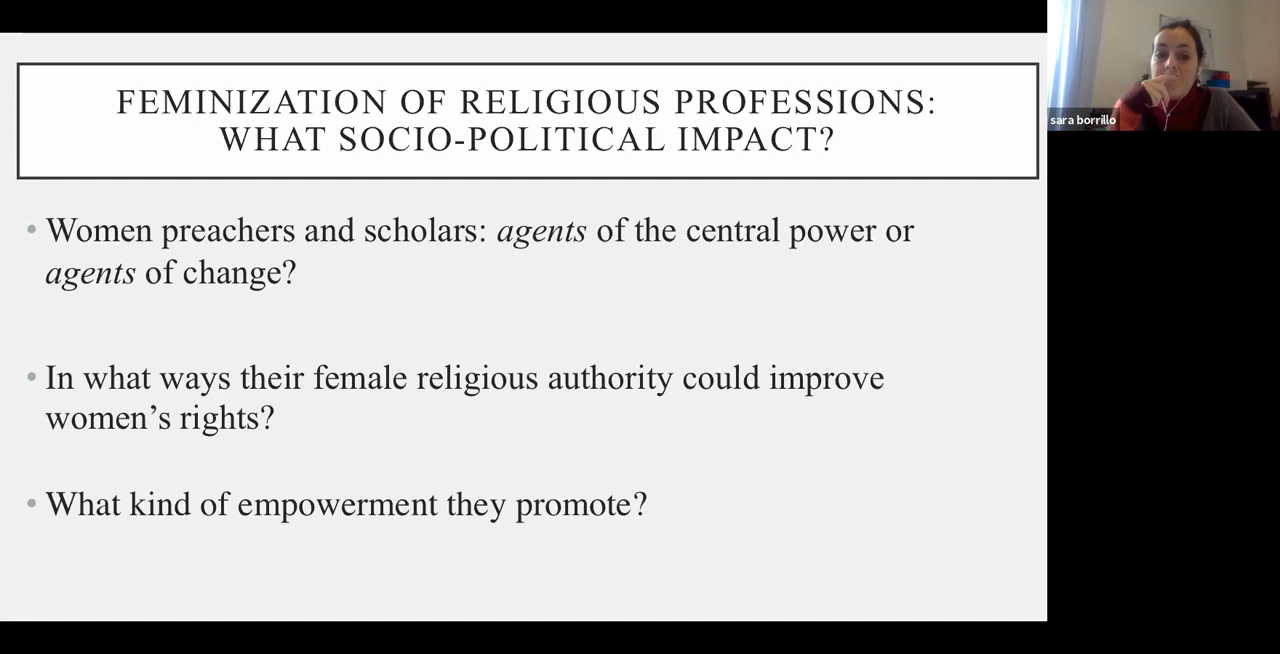 FEMINIZATION OF RELIGIOUS PROFESSIONS:
WHAT SOCIO-POLITICAL IMPACT?
• Women preachers and scholars: agents of the central power or
agents of change?
• In what ways their female religious authority could improve
women’s rights?
• What kind of empowerment they promote?
sara borrillo